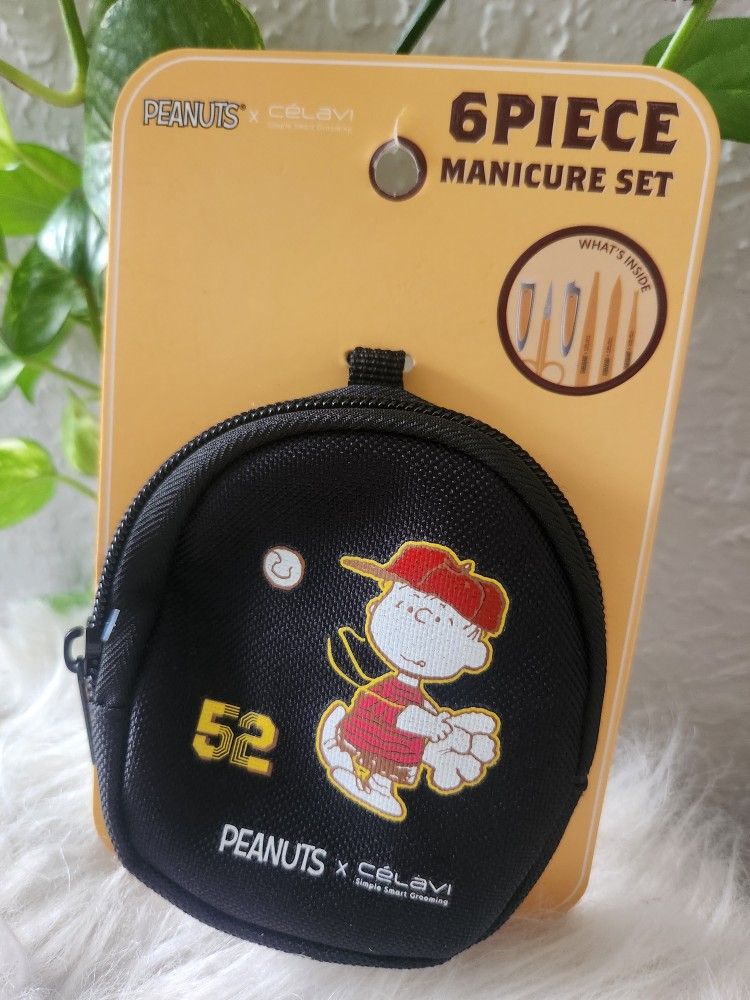 PEANUTS® x CéLAVI
Simple Smart Grooming
6PIECE
MANICURE SET
WHAT'S INSIDE
52
PEANUTS x CéLAVI
Simple Smart Grooming